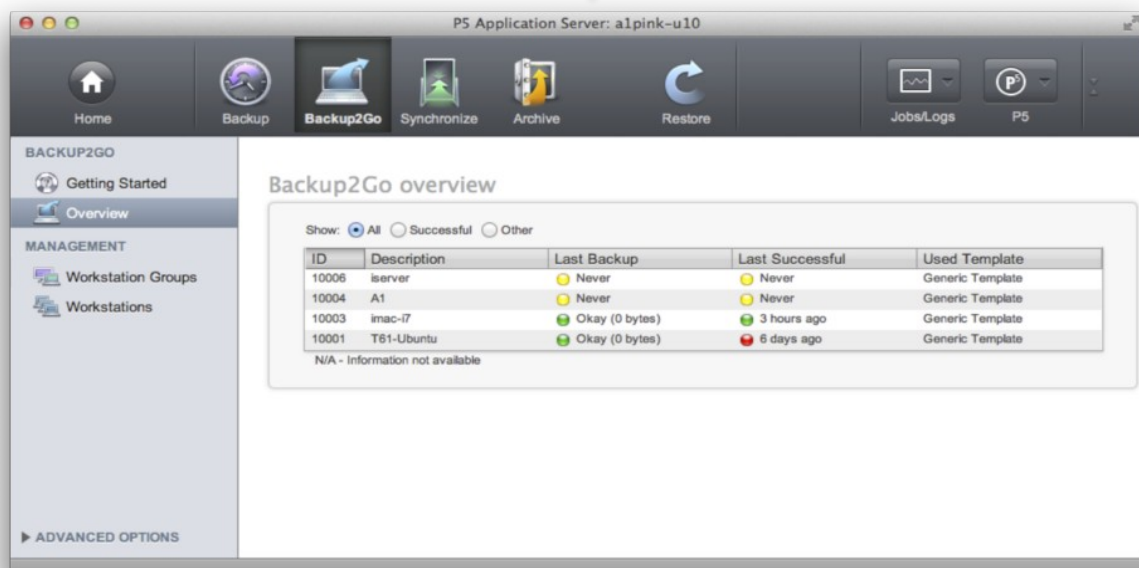 P5 Application Server: a1pink-u10
Home
Backup
Backup2Go
Synchronize
Archive
Restore
Jobs/Logs
P5
P5
BACKUP2GO
Getting Started
Overview
MANAGEMENT
Workstation Groups
Workstations
ADVANCED OPTIONS
Backup2Go overview
Show: All Successful Other
ID Description Last Backup Last Successful Used Template
10006 iserver Never Never Generic Template
10004 A1 Never Never Generic Template
10003 imac-i7 Okay (0 bytes) 3 hours ago Generic Template
10001 T61-Ubuntu Okay (0 bytes) 6 days ago Generic Template
N/A - Information not available